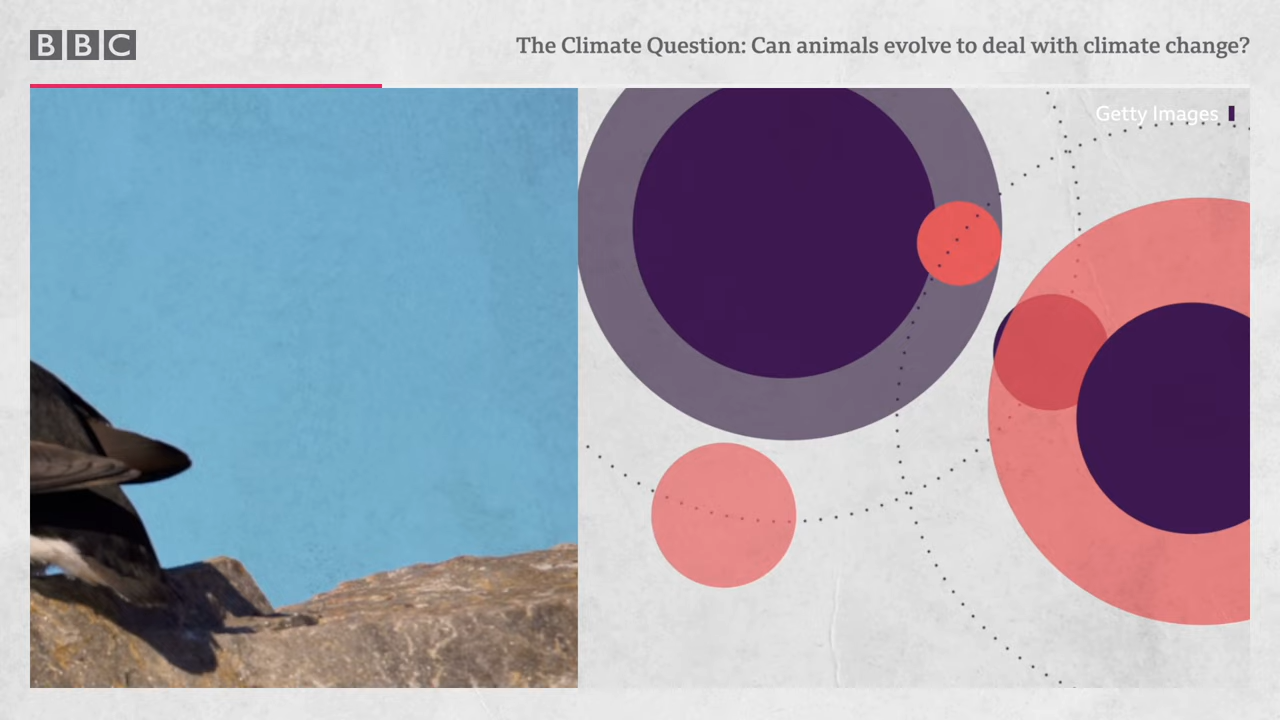 BBC
The Climate Question: Can animals evolve to deal with climate change?
Getty Images